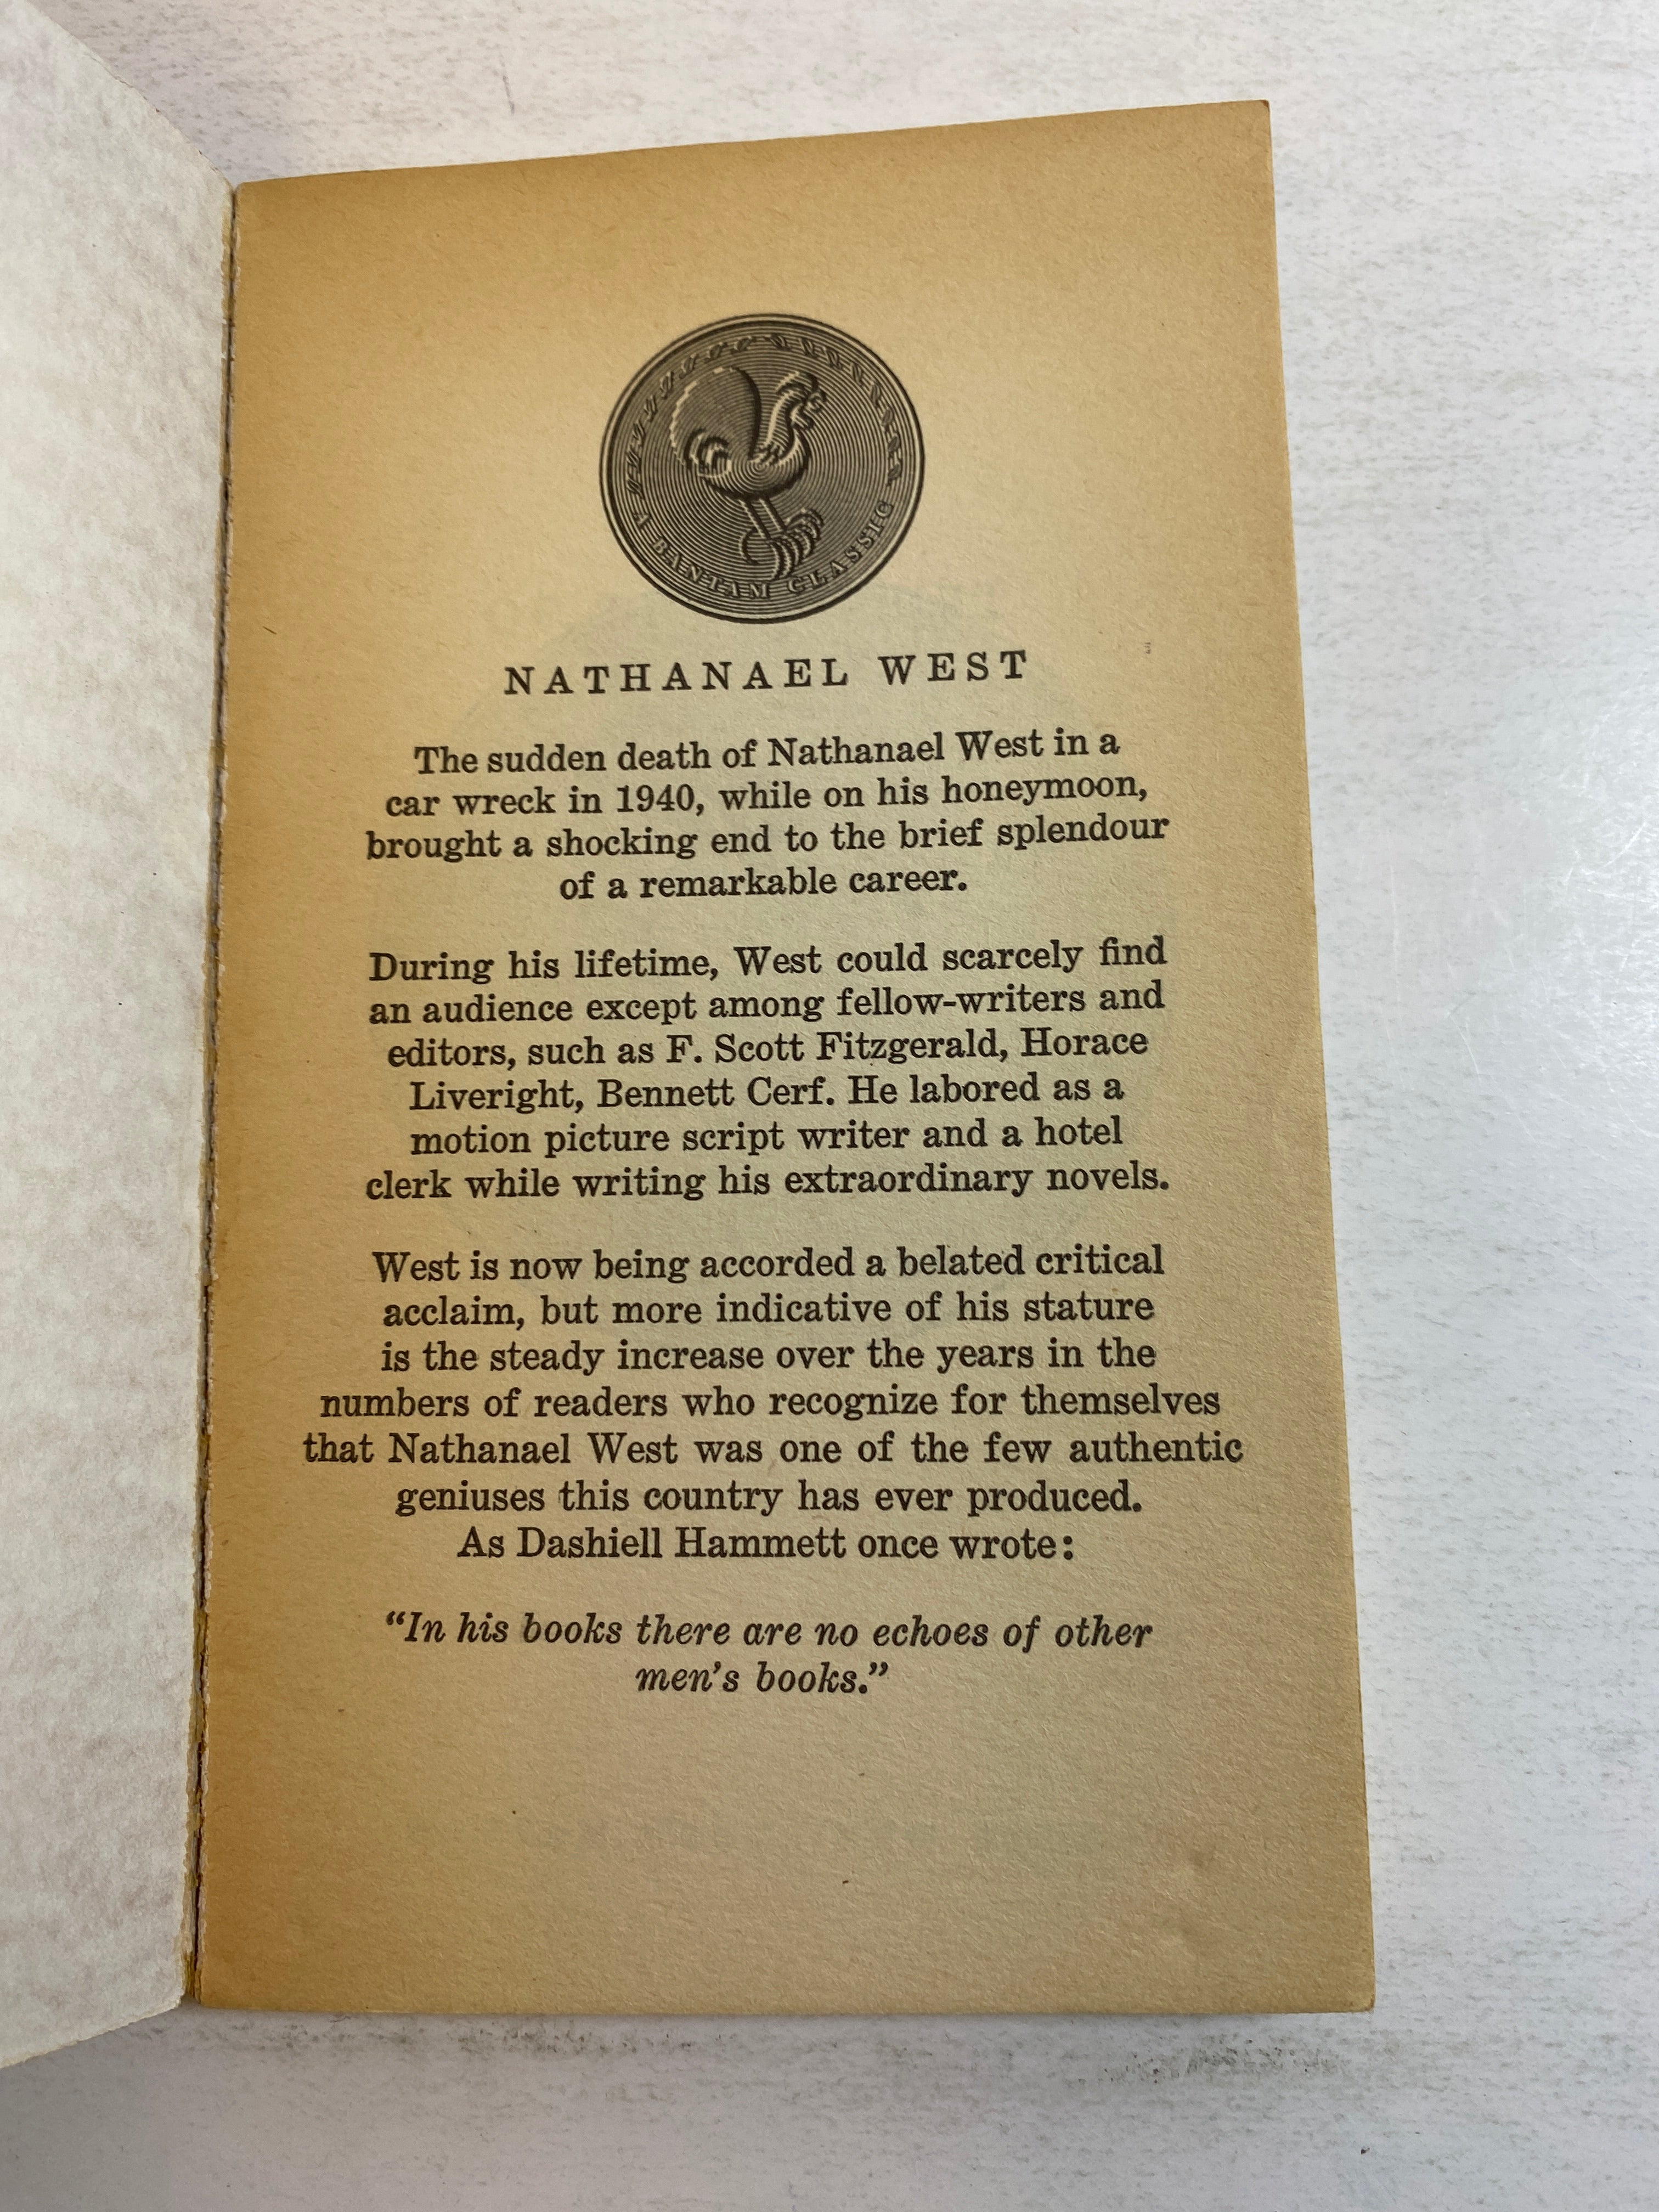 A BANTAM CLASSIC
NATHANAEL WEST
The sudden death of Nathanael West in a
car wreck in 1940, while on his honeymoon,
brought a shocking end to the brief splendour
of a remarkable career.
During his lifetime, West could scarcely find
an audience except among fellow-writers and
editors, such as F. Scott Fitzgerald, Horace
Liveright, Bennett Cerf. He labored as a
motion picture script writer and a hotel
clerk while writing his extraordinary novels.
West is now being accorded a belated critical
acclaim, but more indicative of his stature
is the steady increase over the years in the
numbers of readers who recognize for themselves
that Nathanael West was one of the few authentic
geniuses this country has ever produced.
As Dashiell Hammett once wrote:
“In his books there are no echoes of other
men’s books.”